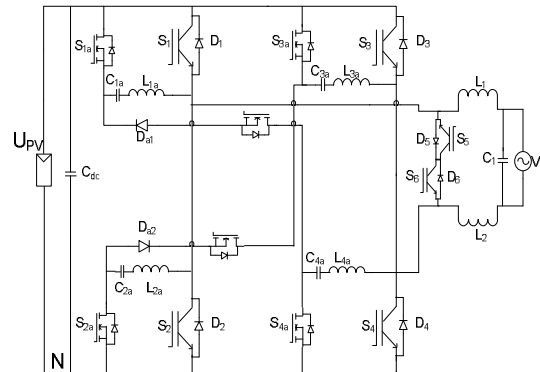 S1a S1 D1 S3a S3 D3
C1a L1a C3a L3a L1
Da1
UPV
D5 S5
C1 V
S6 D6
Cdc
Da2
L2
C2a L2a C4a L4a
S2a S2 D2 S4a S4 D4
N